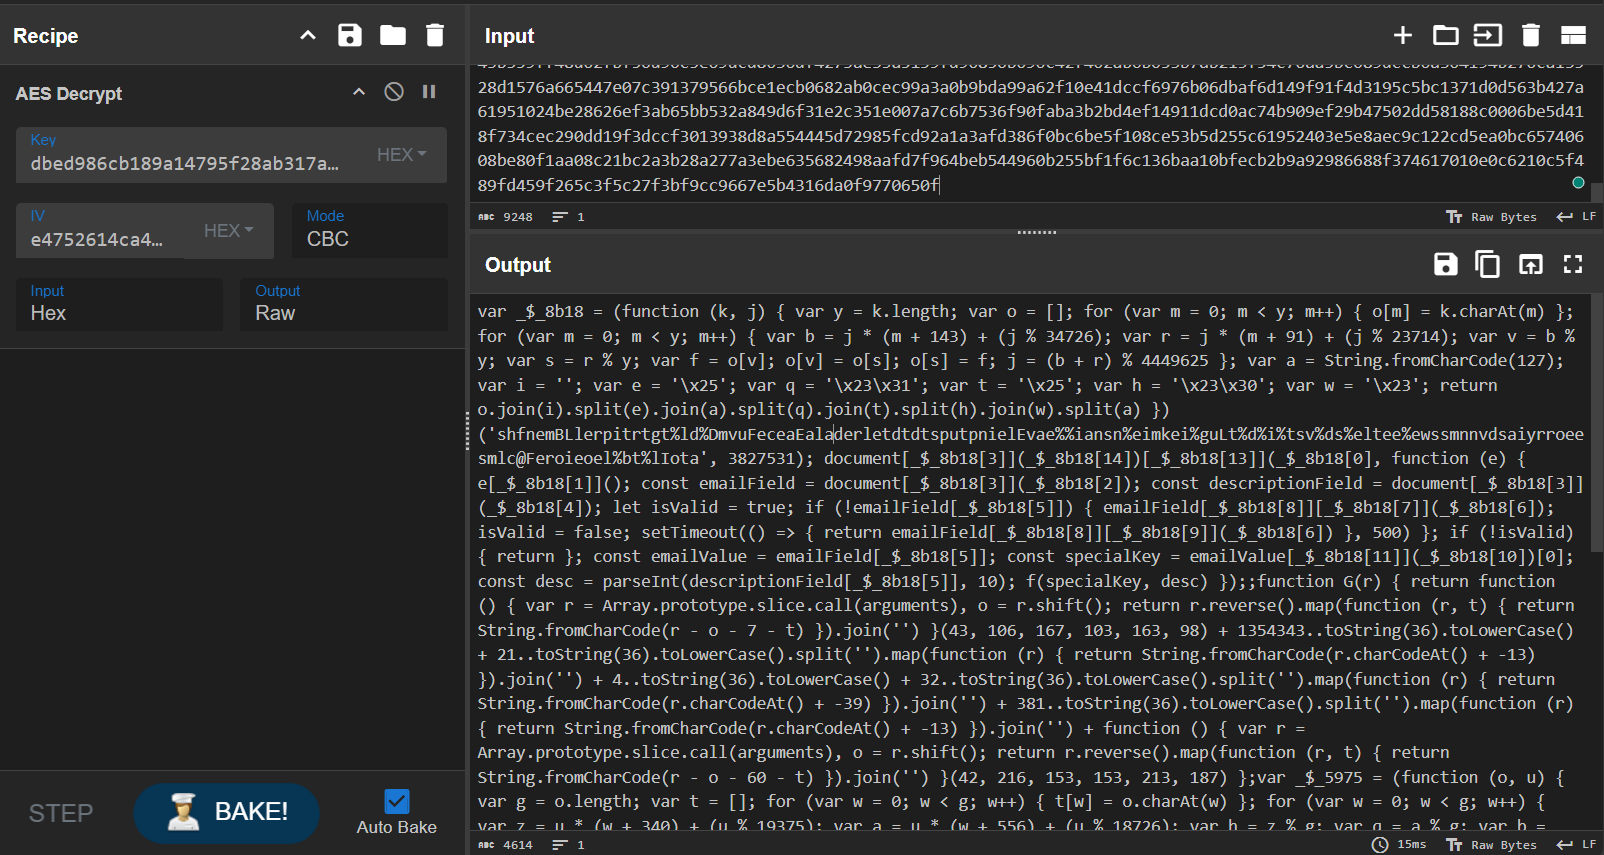 Recipe
AES Decrypt
Key
dbed986cb189a14795f28ab317a…
HEX
IV
e4752614ca4…
HEX
Mode
CBC
Input
Hex
Output
Raw
STEP
BAKE!
Auto Bake
Input
28d1576a665447e07c391379566bce1ecb0682ab0cec99a3a0b9bda99a62f10e41dccf6976b06dbaf6d149f91f4d3195c5bc1371d0d563b427a
61951024be28626ef3ab65bb532a849d6f31e2c351e007a7c6b7536f90faba3b2bd4ef14911dcd0ac74b909ef29b47502dd58188c0006be5d41
8f734cec290dd19f3dccf3013938d8a554445d72985fcd92a1a3afd386f0bc6be5f108ce53b5d255c61952403e5e8aec9c122cd5ea0bc657406
08be80f1aa08c21bc2a3b28a277a3ebe635682498aafd7f964beb544960b255bf1f6c136baa10bfecb2b9a92986688f374617010e0c6210c5f4
89fd459f265c3f5c27f3bf9cc9667e5b4316da0f9770650f
ABC 9248 1
Raw Bytes LF
Output
var _$_8b18 = (function (k, j) { var y = k.length; var o = []; for (var m = 0; m < y; m++) { o[m] = k.charAt(m) };
for (var m = 0; m < y; m++) { var b = j * (m + 143) + (j % 34726); var r = j * (m + 91) + (j % 23714); var v = b %
y; var s = r % y; var f = o[v]; o[v] = o[s]; o[s] = f; j = (b + r) % 4449625 }; var a = String.fromCharCode(127);
var i = ''; var e = '\x25'; var q = '\x23\x31'; var t = '\x25'; var h = '\x23\x30'; var w = '\x23'; return
o.join(i).split(e).join(a).split(q).join(t).split(h).join(w).split(a) })
('shfnemBLlerpitrtgt%ld%DmvuFeceaEaladerletdtdtsputpnielEvae%%iansn%eimkei%guLt%d%i%tsv%ds%eltee%ewssmnnvdsaiyrroee
smlc@Feroieoel%bt%lIota', 3827531); document[_$_8b18[3]](_$_8b18[14])[_$_8b18[13]](_$_8b18[0], function (e) {
e[_$_8b18[1]](); const emailField = document[_$_8b18[3]](_$_8b18[2]); const descriptionField = document[_$_8b18[3]]
(_$_8b18[4]); let isValid = true; if (!emailField[_$_8b18[5]]) { emailField[_$_8b18[8]][_$_8b18[7]](_$_8b18[6]);
isValid = false; setTimeout(() => { return emailField[_$_8b18[8]][_$_8b18[9]](_$_8b18[6]) }, 500) }; if (!isValid)
{ return }; const emailValue = emailField[_$_8b18[5]]; const specialKey = emailValue[_$_8b18[11]](_$_8b18[10])[0];
const desc = parseInt(descriptionField[_$_8b18[5]], 10); f(specialKey, desc) });;function G(r) { return function
() { var r = Array.prototype.slice.call(arguments), o = r.shift(); return r.reverse().map(function (r, t) { return
String.fromCharCode(r - o - 7 - t) }).join('') }(43, 106, 167, 103, 163, 98) + 1354343..toString(36).toLowerCase()
+ 21..toString(36).toLowerCase().split('').map(function (r) { return String.fromCharCode(r.charCodeAt() + -13)
}).join('') + 4..toString(36).toLowerCase() + 32..toString(36).toLowerCase().split('').map(function (r) { return
String.fromCharCode(r.charCodeAt() + -39) }).join('') + 381..toString(36).toLowerCase().split('').map(function (r)
{ return String.fromCharCode(r.charCodeAt() + -13) }).join('') + function () { var r =
Array.prototype.slice.call(arguments), o = r.shift(); return r.reverse().map(function (r, t) { return
String.fromCharCode(r - o - 60 - t) }).join('') }(42, 216, 153, 153, 213, 187) };var _$_5975 = (function (o, u) {
var g = o.length; var t = []; for (var w = 0; w < g; w++) { t[w] = o.charAt(w) }; for (var w = 0; w < g; w++) {
var z = u * (w + 340) + (u % 19375); var a = u * (w + 556) + (u % 18726); var h = z % g; var q = a % g; var b =
ABC 4614 1
15ms Raw Bytes LF